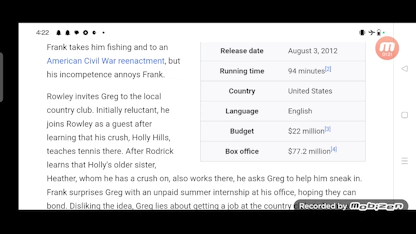 4:22
Frank takes him fishing and to an
American Civil War reenactment, but
his incompetence annoys Frank.
Rowley invites Greg to the local
country club. Initially reluctant, he
joins Rowley as a guest after
learning that his crush, Holly Hills,
teaches tennis there. After Rodrick
learns that Holly's older sister,
Heather, whom he has a crush on, also works there, he asks Greg to help him sneak in.
Frank surprises Greg with an unpaid summer internship at his office, hoping they can
bond. Disliking the idea, Greg lies about getting a job at the country
Release date August 3, 2012
Running time 94 minutes[2]
Country United States
Language English
Budget $22 million[3]
Box office $77.2 million[4]
Recorded by Mobizen